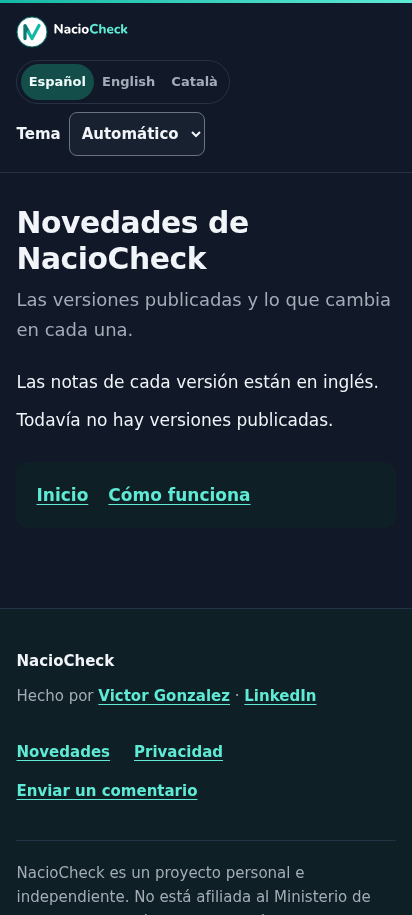 NacioCheck
Español English Català
Tema Automático
Novedades de
NacioCheck
Las versiones publicadas y lo que cambia
en cada una.
Las notas de cada versión están en inglés.
Todavía no hay versiones publicadas.
Inicio Cómo funciona
NacioCheck
Hecho por Victor Gonzalez · LinkedIn
Novedades Privacidad
Enviar un comentario
NacioCheck es un proyecto personal e
independiente. No está afiliada al Ministerio de